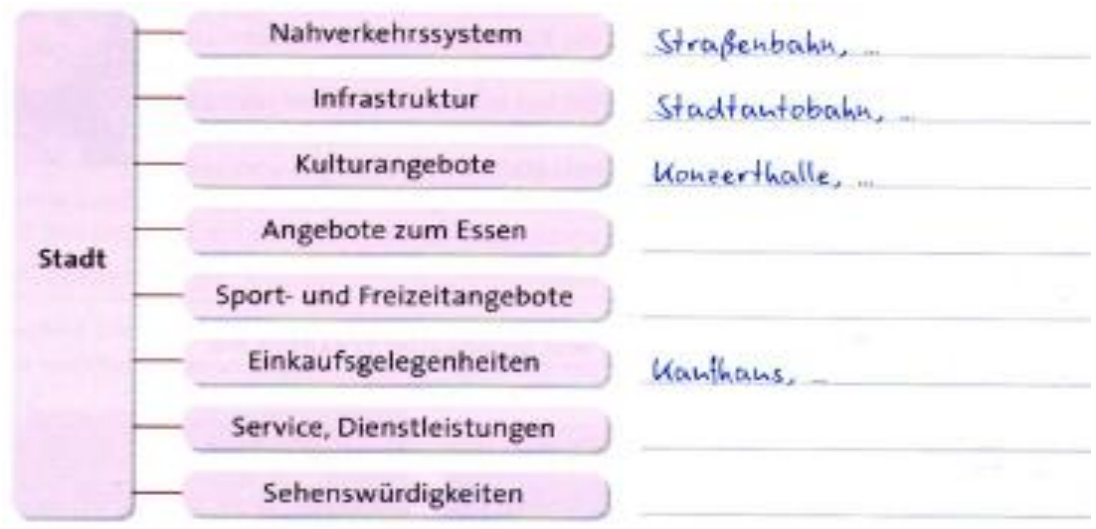 Stadt
Nahverkehrssystem Straßenbahn, ...
Infrastruktur Stadtautobahn, ...
Kulturangebote Konzerthalle, ...
Angebote zum Essen
Sport- und Freizeitangebote
Einkaufsgelegenheiten Kaufhaus, ...
Service, Dienstleistungen
Sehenswürdigkeiten